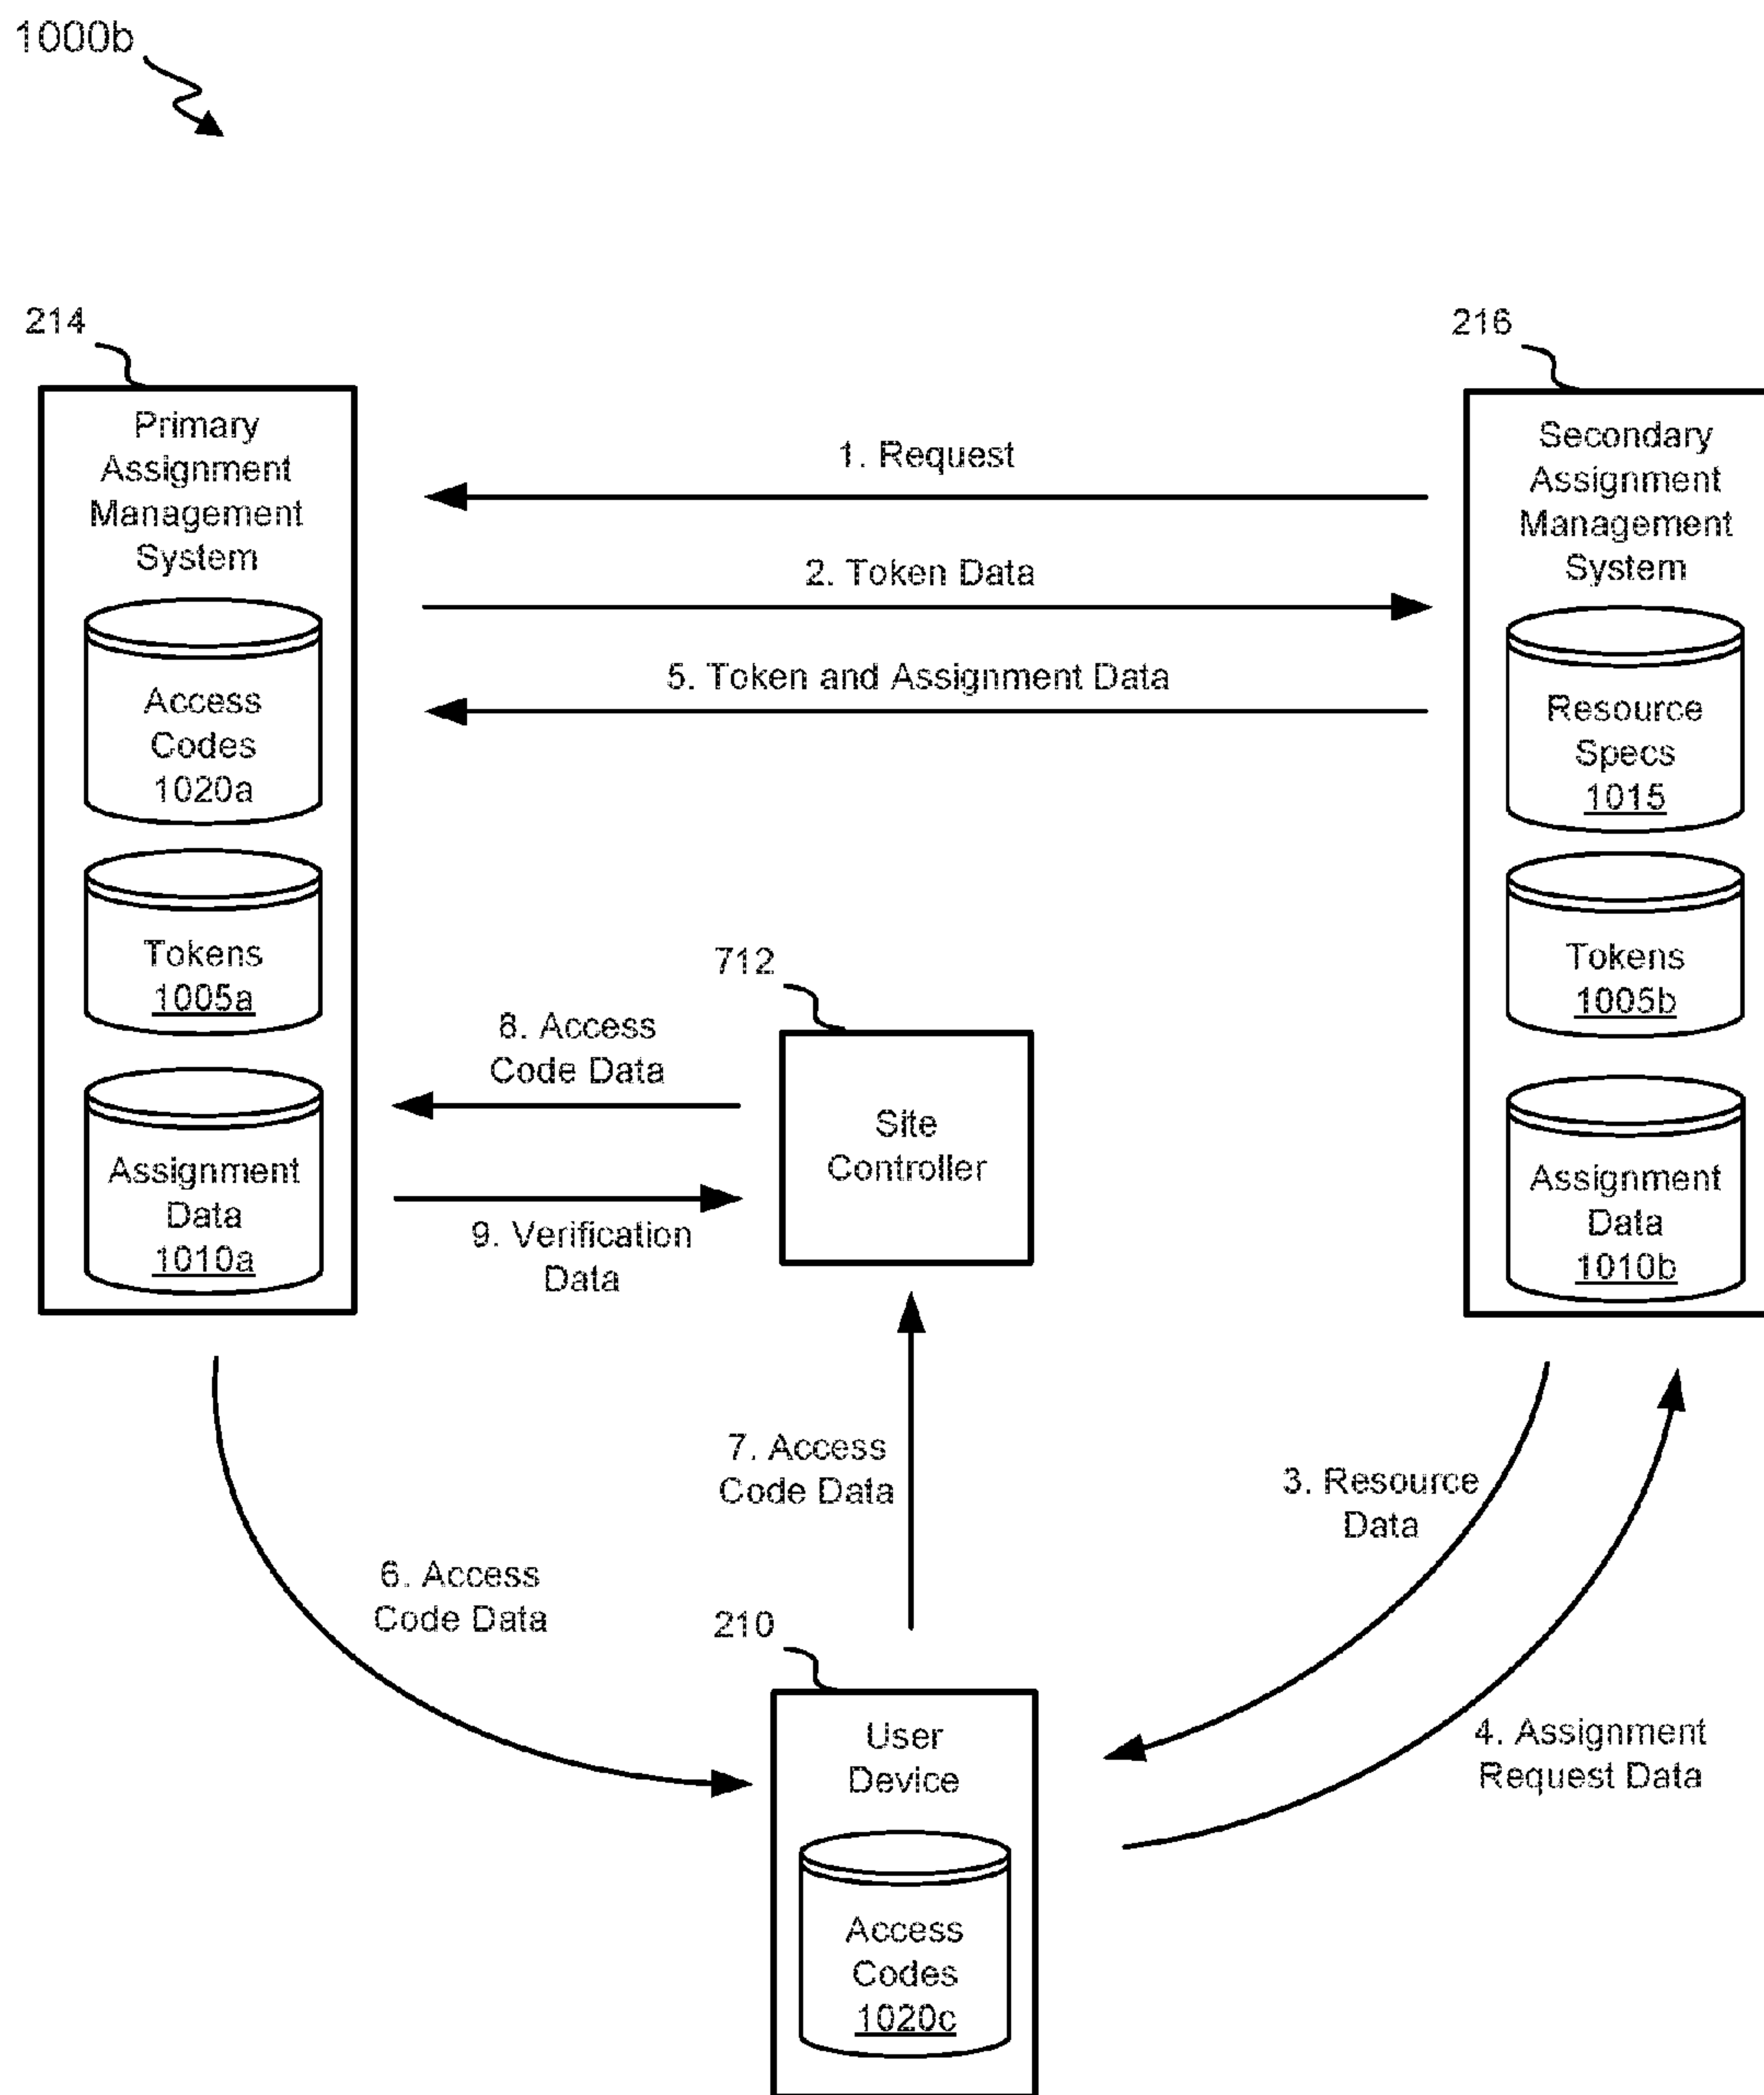 1000b
214
216
Primary
Assignment
Management
System
Access
Codes
1020a
Tokens
1005a
Assignment
Data
1010a
1. Request
2. Token Data
5. Token and Assignment Data
Secondary
Assignment
Management
System
Resource
Specs
1015
Tokens
1005b
Assignment
Data
1010b
712
8. Access
Code Data
9. Verification
Data
Site
Controller
7. Access
Code Data
3. Resource
Data
6. Access
Code Data
4. Assignment
Request Data
210
User
Device
Access
Codes
1020c